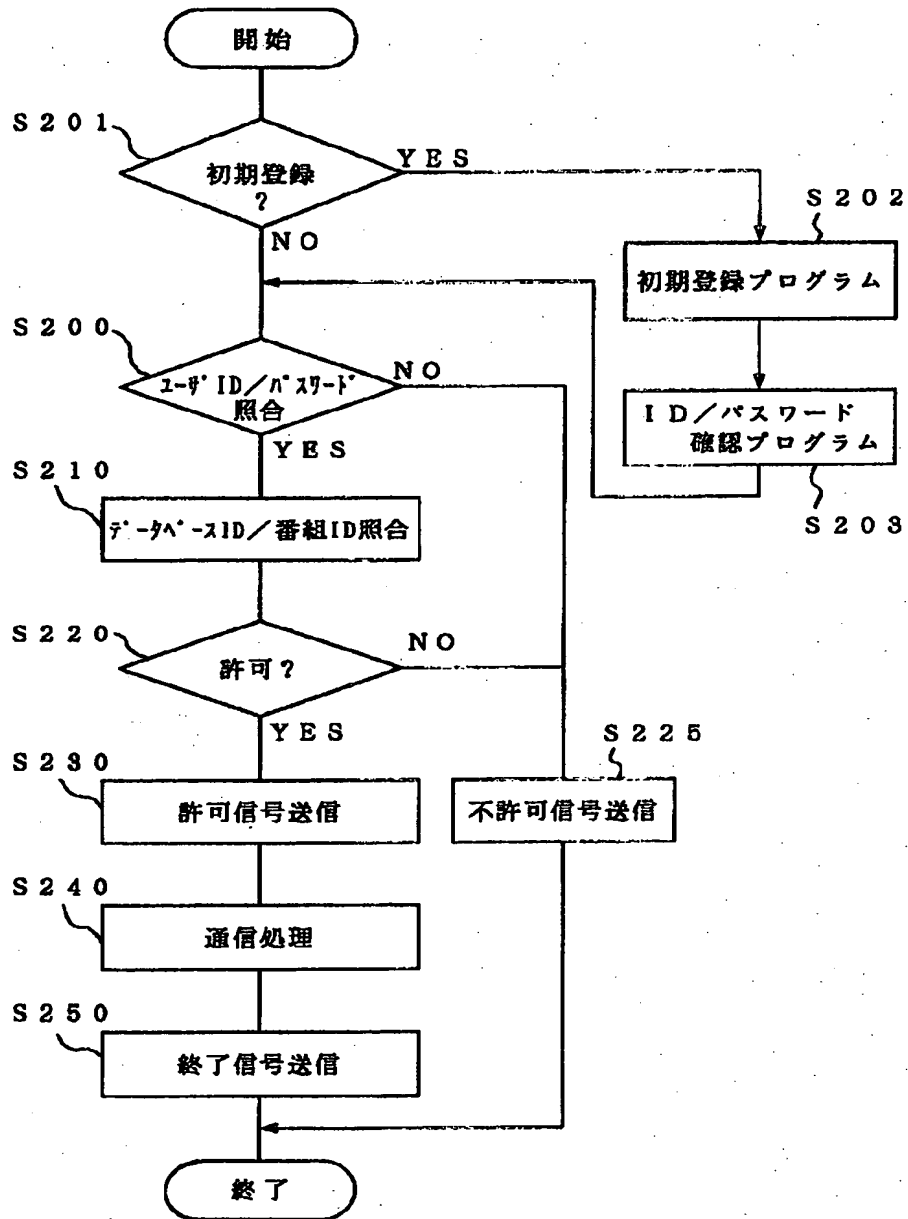 開始
S201
初期登録
?
YES
NO
S202
初期登録プログラム
S200
ユーザID/パスワード
照合
NO
YES
ID/パスワード
確認プログラム
S203
S210
データベースID/番組ID照合
S220
許可?
NO
YES
S225
S230
許可信号送信
不許可信号送信
S240
通信処理
S250
終了信号送信
終了